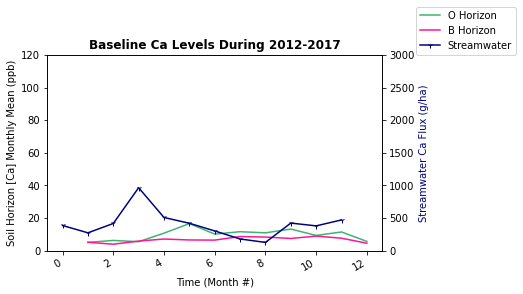 O Horizon
B Horizon
Streamwater
Baseline Ca Levels During 2012-2017
120
100
80
60
40
20
0
Soil Horizon [Ca] Monthly Mean (ppb)
3000
2500
2000
1500
1000
500
0
Streamwater Ca Flux (g/ha)
0 2 4 6 8 10 12
Time (Month #)